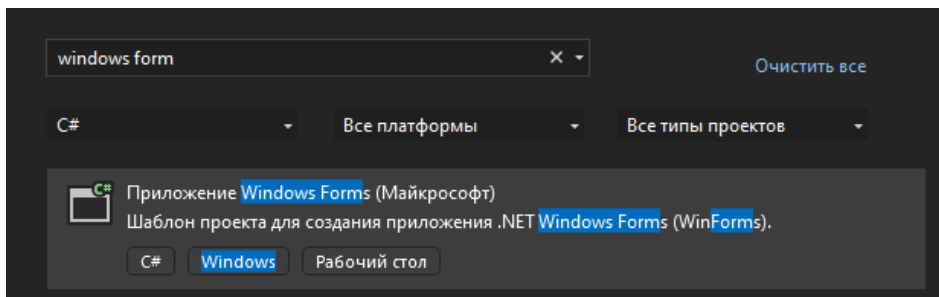 windows form
Очистить все
C# Все платформы Все типы проектов
C#
Приложение Windows Forms (Майкрософт)
Шаблон проекта для создания приложения .NET Windows Forms (WinForms).
C# Windows Рабочий стол